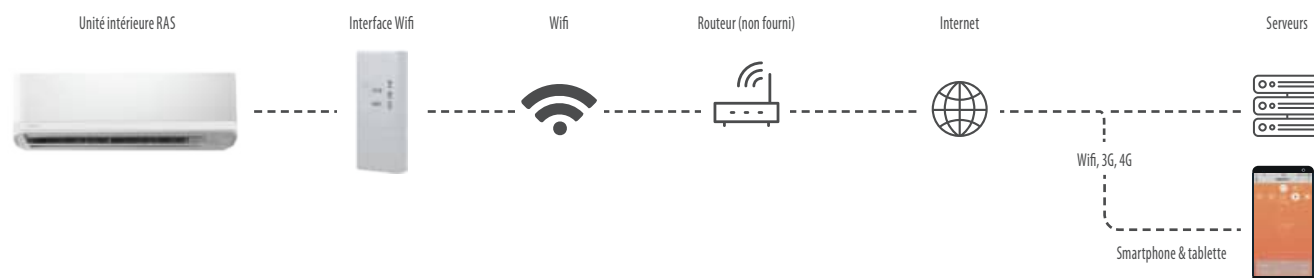 Unité intérieure RAS
Interface Wifi
Wifi
Routeur (non fourni)
Internet
Serveurs
Wifi, 3G, 4G
Smartphone & tablette